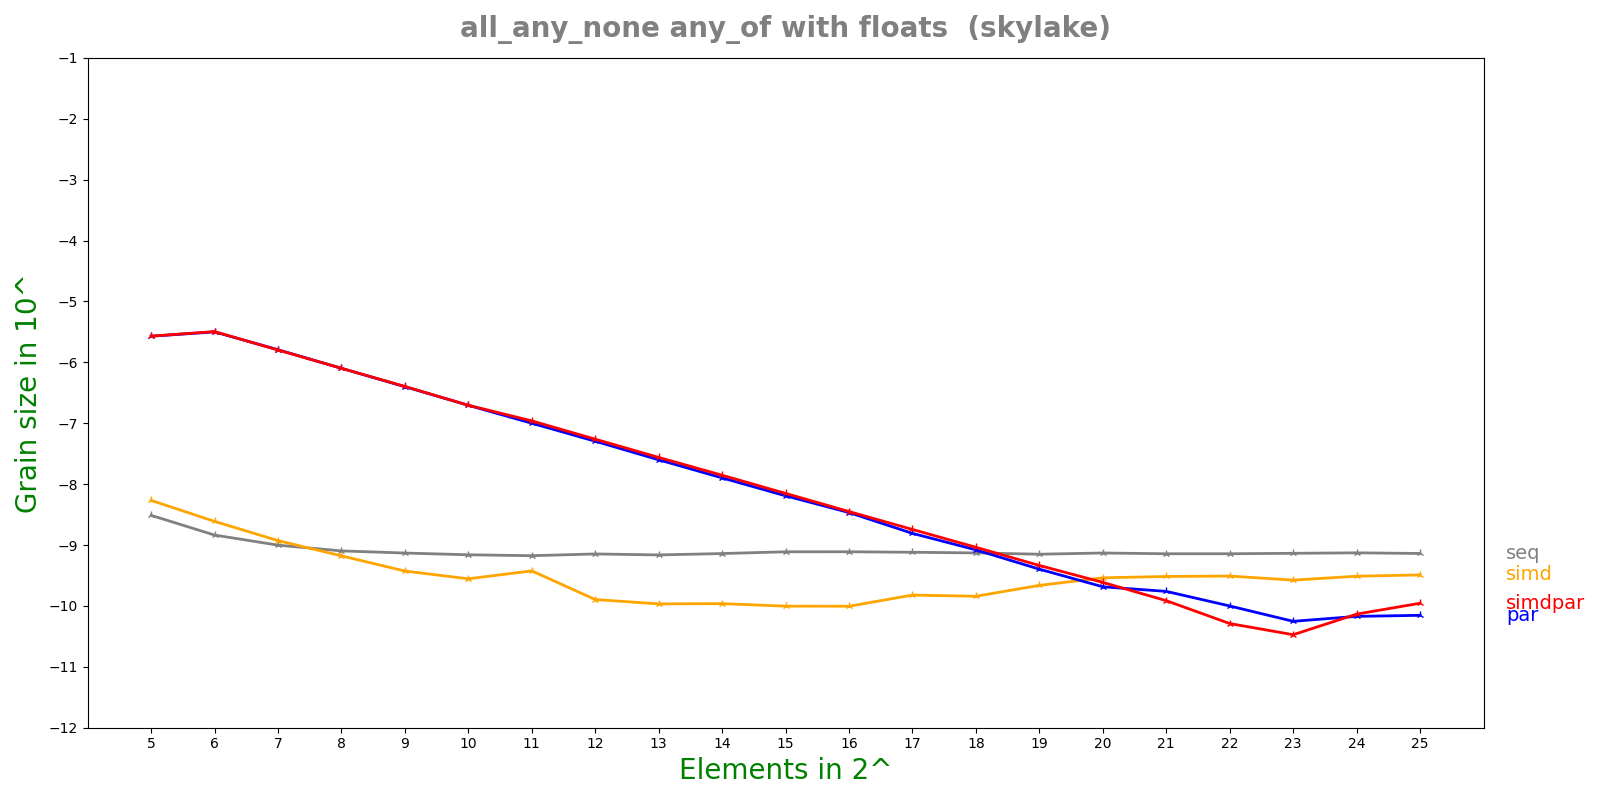 all_any_none any_of with floats  (skylake)
Grain size in 10^
−1
−2
−3
−4
−5
−6
−7
−8
−9
−10
−11
−12
seq
simd
simdpar
par
5 6 7 8 9 10 11 12 13 14 15 16 17 18 19 20 21 22 23 24 25
Elements in 2^